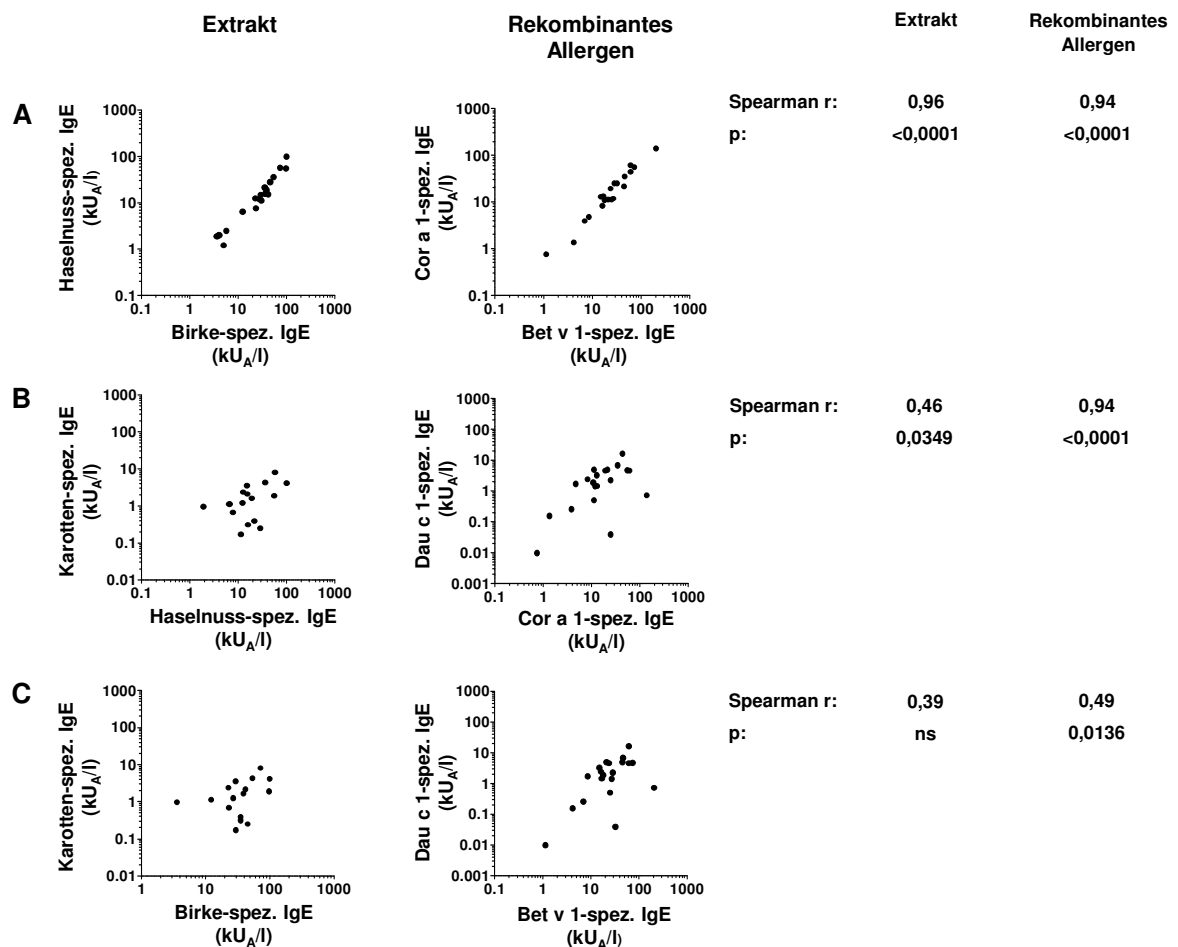 Extrakt
Rekombinantes
Allergen
Extrakt
Rekombinantes
Allergen
A
Haselnuss-spez. IgE
(kUA/l)
1000
100
10
1
0.1
0.1 1 10 100 1000
Birke-spez. IgE
(kUA/l)
Cor a 1-spez. IgE
(kUA/l)
1000
100
10
1
0.1
0.1 1 10 100 1000
Bet v 1-spez. IgE
(kUA/l)
Spearman r: 0,96 0,94
p: <0,0001 <0,0001
B
Karotten-spez. IgE
(kUA/l)
1000
100
10
1
0.1
0.01
0.1 1 10 100 1000
Haselnuss-spez. IgE
(kUA/l)
Dau c 1-spez. IgE
(kUA/l)
1000
100
10
1
0.1
0.01
0.001
0.1 1 10 100 1000
Cor a 1-spez. IgE
(kUA/l)
Spearman r: 0,46 0,94
p: 0,0349 <0,0001
C
Karotten-spez. IgE
(kUA/l)
1000
100
10
1
0.1
0.01
1 10 100 1000
Birke-spez. IgE
(kUA/l)
Dau c 1-spez. IgE
(kUA/l)
1000
100
10
1
0.1
0.01
0.001
0.1 1 10 100 1000
Bet v 1-spez. IgE
(kUA/l)
Spearman r: 0,39 0,49
p: ns 0,0136